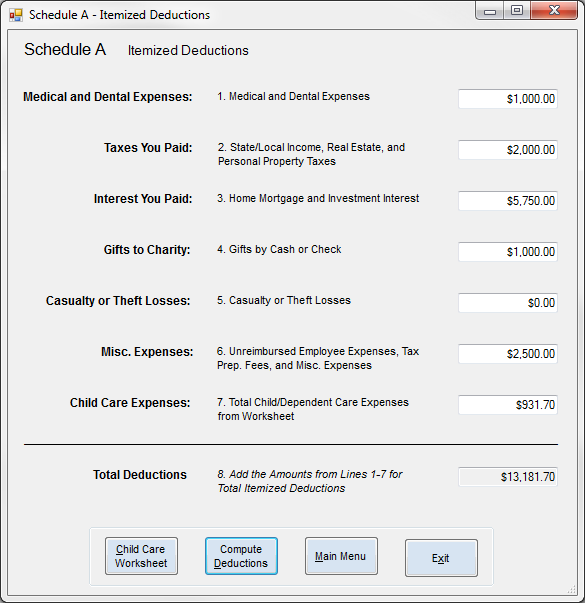 Schedule A - Itemized Deductions
Schedule A Itemized Deductions
Medical and Dental Expenses: 1. Medical and Dental Expenses $1,000.00
Taxes You Paid: 2. State/Local Income, Real Estate, and $2,000.00
Personal Property Taxes
Interest You Paid: 3. Home Mortgage and Investment Interest $5,750.00
Gifts to Charity: 4. Gifts by Cash or Check $1,000.00
Casualty or Theft Losses: 5. Casualty or Theft Losses $0.00
Misc. Expenses: 6. Unreimbursed Employee Expenses, Tax $2,500.00
Prep. Fees, and Misc. Expenses
Child Care Expenses: 7. Total Child/Dependent Care Expenses $931.70
from Worksheet
Total Deductions 8. Add the Amounts from Lines 1-7 for $13,181.70
Total Itemized Deductions
Child Care
Worksheet
Compute
Deductions
Main Menu
Exit